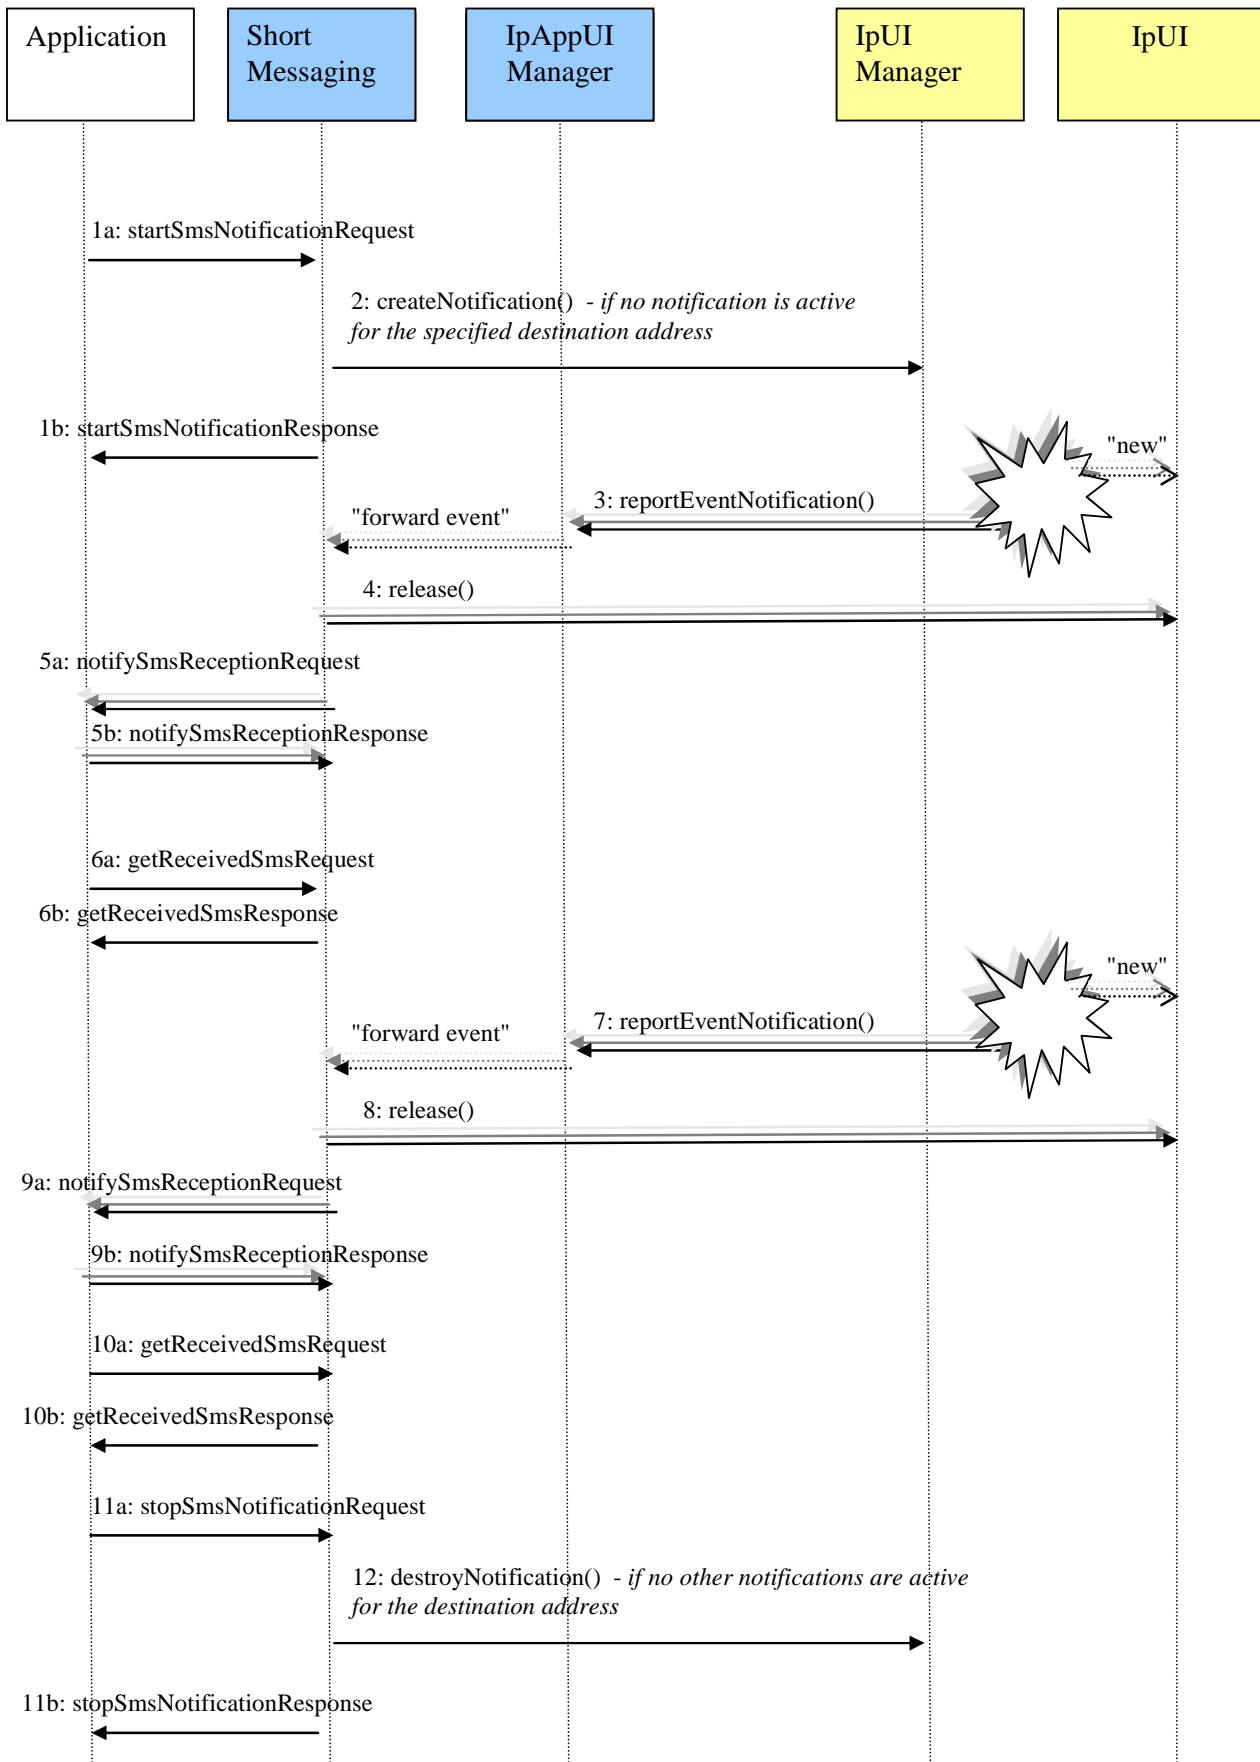 Application
Short
Messaging
IpAppUI
Manager
IpUI
Manager
IpUI
1a: startSmsNotificationRequest
2: createNotification()  - if no notification is active
for the specified destination address
1b: startSmsNotificationResponse
"new"
3: reportEventNotification()
"forward event"
4: release()
5a: notifySmsReceptionRequest
5b: notifySmsReceptionResponse
6a: getReceivedSmsRequest
6b: getReceivedSmsResponse
"new"
7: reportEventNotification()
"forward event"
8: release()
9a: notifySmsReceptionRequest
9b: notifySmsReceptionResponse
10a: getReceivedSmsRequest
10b: getReceivedSmsResponse
11a: stopSmsNotificationRequest
12: destroyNotification()  - if no other notifications are active
for the destination address
11b: stopSmsNotificationResponse